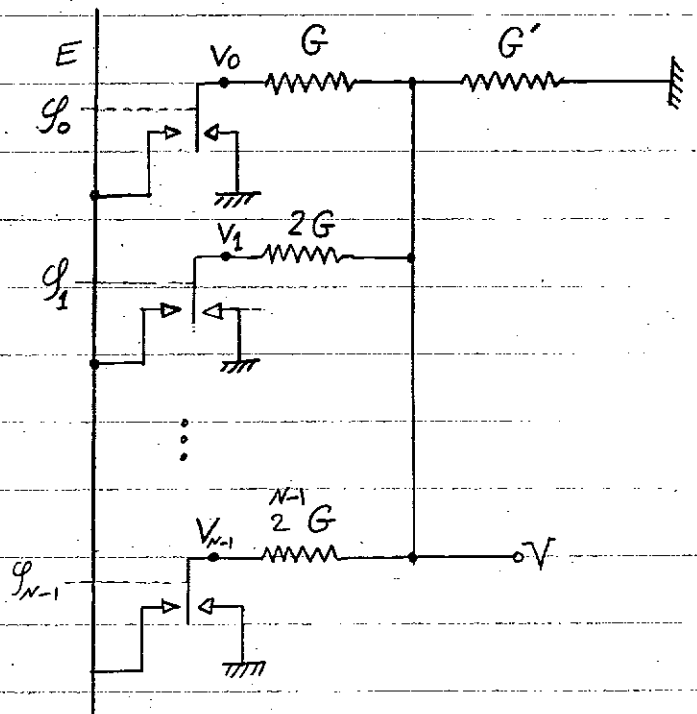 E V₀ G G′
φ₀
V₁ 2G
φ₁
V_{N-1} 2^{N-1} G
φ_{N-1} V